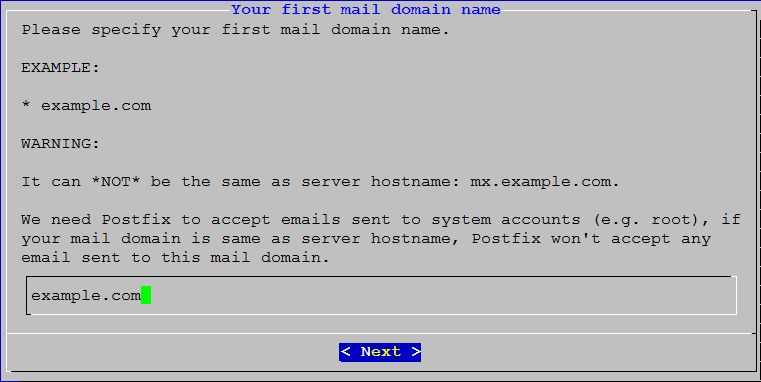 Your first mail domain name
Please specify your first mail domain name.
EXAMPLE:
* example.com
WARNING:
It can *NOT* be the same as server hostname: mx.example.com.
We need Postfix to accept emails sent to system accounts (e.g. root), if
your mail domain is same as server hostname, Postfix won't accept any
email sent to this mail domain.
example.com
< Next >